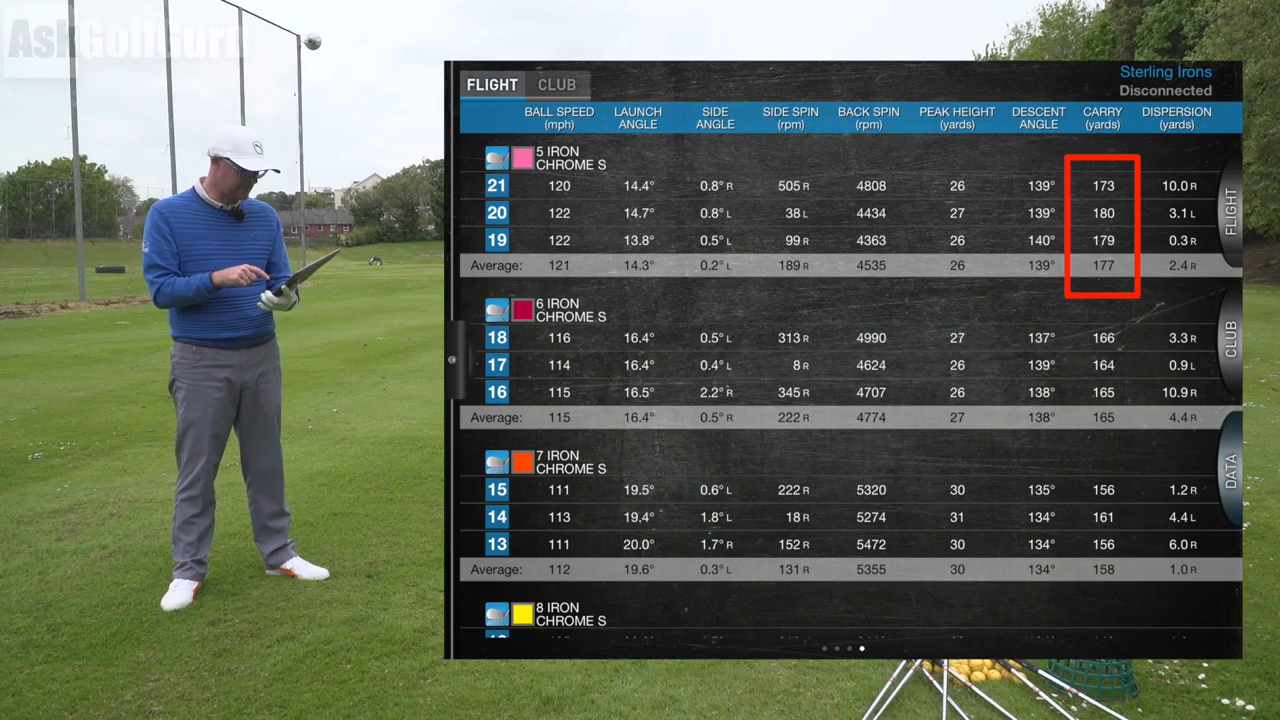 AskGolfGuru
Sterling Irons
Disconnected
FLIGHT CLUB
BALL SPEED (mph) LAUNCH ANGLE SIDE ANGLE SIDE SPIN (rpm) BACK SPIN (rpm) PEAK HEIGHT (yards) DESCENT ANGLE CARRY (yards) DISPERSION (yards)
5 IRON
CHROME S
21 120 14.4° 0.8° R 505 R 4808 26 139° 173 10.0 R
20 122 14.7° 0.8° L 38 L 4434 27 139° 180 3.1 L
19 122 13.8° 0.5° L 99 R 4363 26 140° 179 0.3 R
Average: 121 14.3° 0.2° L 189 R 4535 26 139° 177 2.4 R
6 IRON
CHROME S
18 116 16.4° 0.5° L 313 R 4990 27 137° 166 3.3 R
17 114 16.4° 0.4° L 8 R 4624 26 139° 164 0.9 L
16 115 16.5° 2.2° R 345 R 4707 26 138° 165 10.9 R
Average: 115 16.4° 0.5° R 222 R 4774 27 138° 165 4.4 R
7 IRON
CHROME S
15 111 19.5° 0.6° L 222 R 5320 30 135° 156 1.2 R
14 113 19.4° 1.8° L 18 R 5274 31 134° 161 4.4 L
13 111 20.0° 1.7° R 152 R 5472 30 134° 156 6.0 R
Average: 112 19.6° 0.3° L 131 R 5355 30 134° 158 1.0 R
8 IRON
CHROME S
FLIGHT
CLUB
DATA